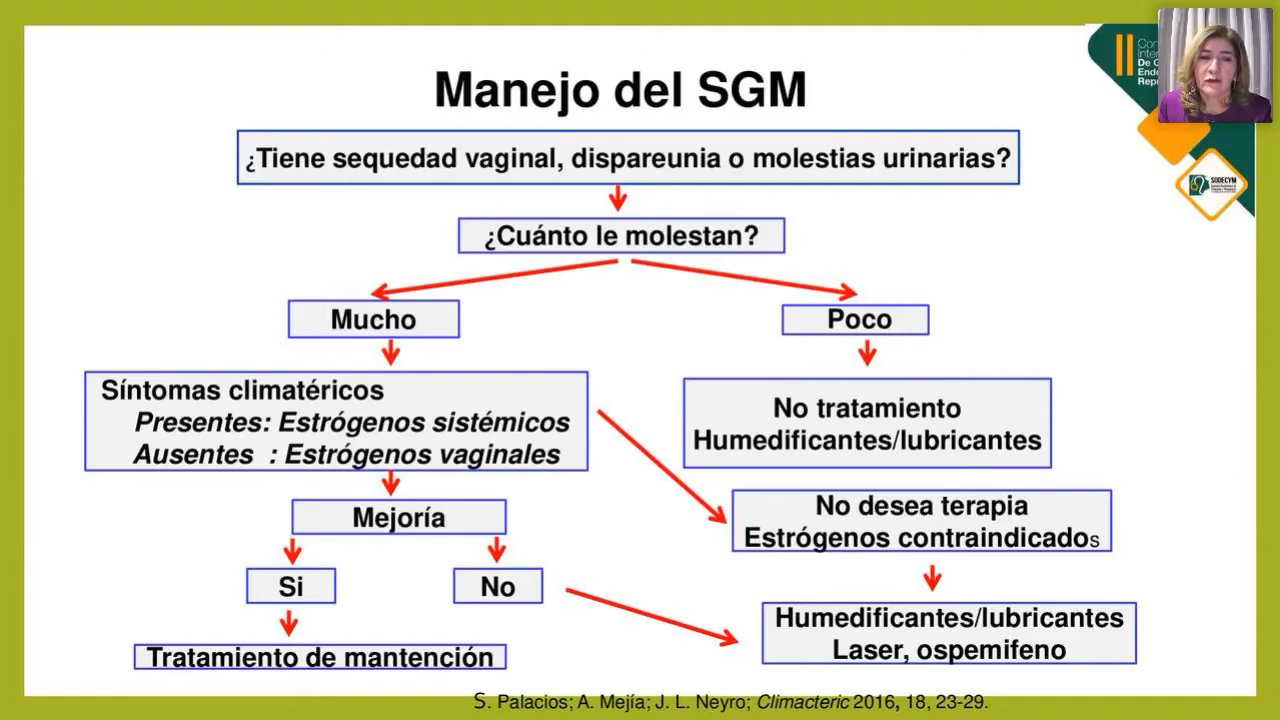 Manejo del SGM
¿Tiene sequedad vaginal, dispareunia o molestias urinarias?
¿Cuánto le molestan?
Mucho
Poco
Síntomas climatéricos
Presentes: Estrógenos sistémicos
Ausentes : Estrógenos vaginales
No tratamiento
Humedificantes/lubricantes
Mejoría
No desea terapia
Estrógenos contraindicados
Si
No
Humedificantes/lubricantes
Laser, ospemifeno
Tratamiento de mantención
S. Palacios; A. Mejía; J. L. Neyro; Climacteric 2016, 18, 23-29.
II
SODECYM